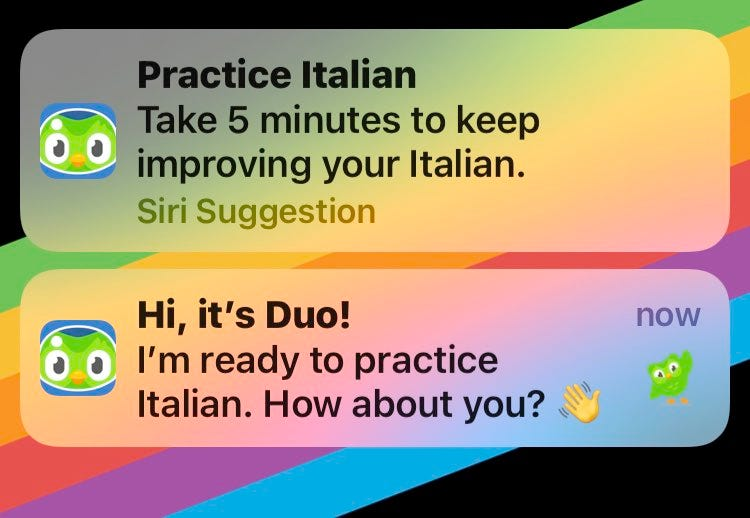 Practice Italian
Take 5 minutes to keep
improving your Italian.
Siri Suggestion
Hi, it’s Duo!
now
I’m ready to practice
Italian. How about you? 👋